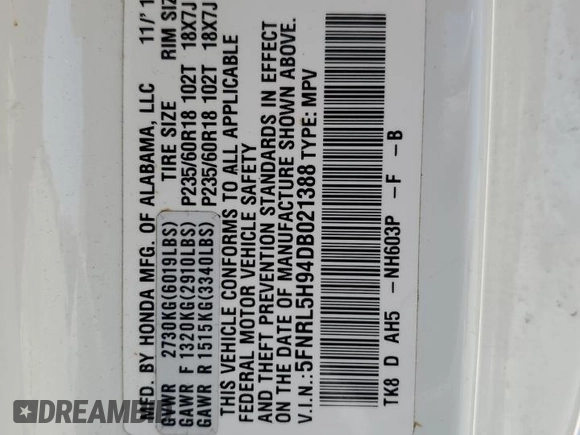 MFD. BY HONDA MFG. OF ALABAMA, LLC 11/'1
GVWR 2730KG(6019LBS) TIRE SIZE RIM SIZ
GAWR F 1320KG(2910LBS) P235/60R18 102T 18X7J
GAWR R 1515KG(3340LBS) P235/60R18 102T 18X7J
THIS VEHICLE CONFORMS TO ALL APPLICABLE
FEDERAL MOTOR VEHICLE SAFETY
AND THEFT PREVENTION STANDARDS IN EFFECT
ON THE DATE OF MANUFACTURE SHOWN ABOVE.
V.I.N.:5FNRL5H94DB021388 TYPE: MPV
TK8 D AH5 -NH603P -F -B
DREAMBID